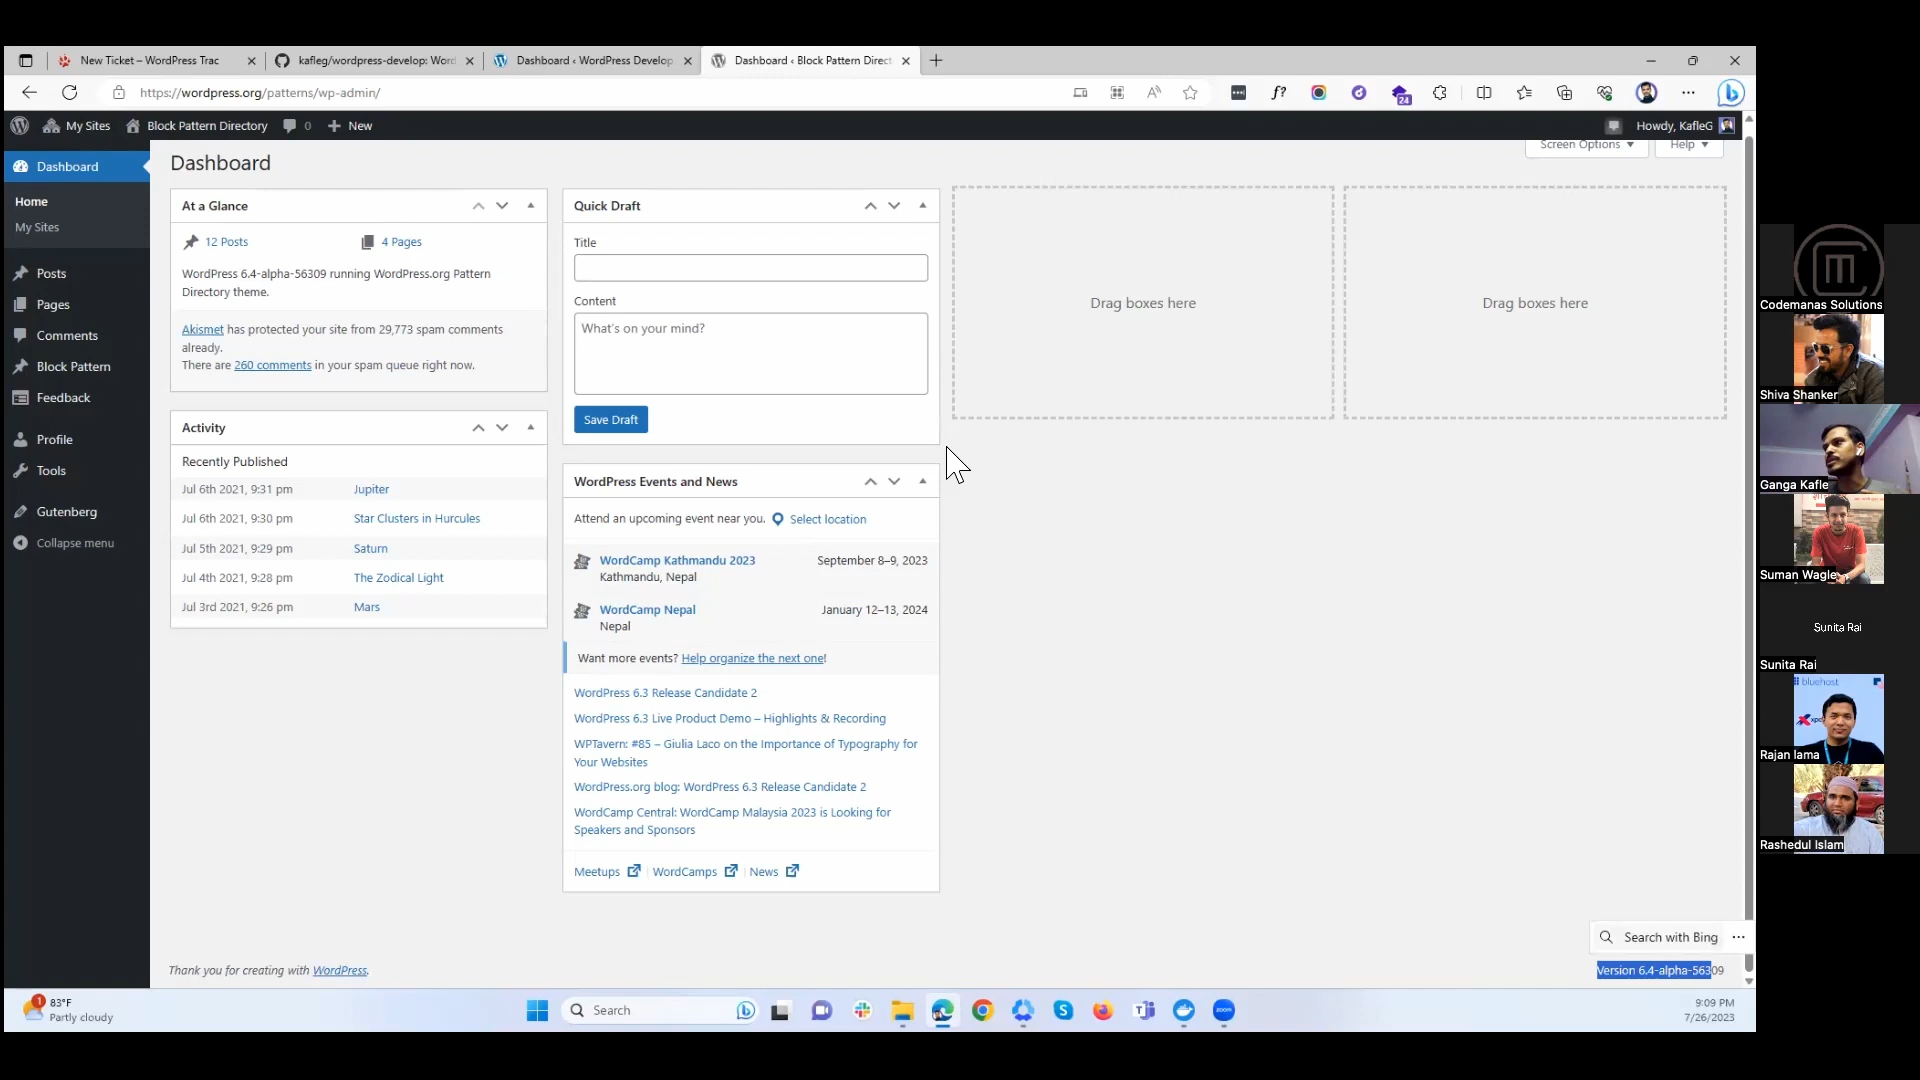 New Ticket – WordPress Trac
kafleg/wordpress-develop: Word
Dashboard ‹ WordPress Develop
Dashboard ‹ Block Pattern Direct
https://wordpress.org/patterns/wp-admin/
24
My Sites
Block Pattern Directory
0
New
Howdy, KafleG
Dashboard
Home
My Sites
Posts
Pages
Comments
Block Pattern
Feedback
Profile
Tools
Gutenberg
Collapse menu
Dashboard
Screen Options
Help
At a Glance
12 Posts
4 Pages
WordPress 6.4-alpha-56309 running WordPress.org Pattern
Directory theme.
Akismet has protected your site from 29,773 spam comments
already.
There are 260 comments in your spam queue right now.
Activity
Recently Published
Jul 6th 2021, 9:31 pm Jupiter
Jul 6th 2021, 9:30 pm Star Clusters in Hurcules
Jul 5th 2021, 9:29 pm Saturn
Jul 4th 2021, 9:28 pm The Zodical Light
Jul 3rd 2021, 9:26 pm Mars
Quick Draft
Title
Content
What's on your mind?
Save Draft
WordPress Events and News
Attend an upcoming event near you. Select location
WordCamp Kathmandu 2023 September 8–9, 2023
Kathmandu, Nepal
WordCamp Nepal January 12–13, 2024
Nepal
Want more events? Help organize the next one!
WordPress 6.3 Release Candidate 2
WordPress 6.3 Live Product Demo – Highlights & Recording
WPTavern: #85 – Giulia Laco on the Importance of Typography for
Your Websites
WordPress.org blog: WordPress 6.3 Release Candidate 2
WordCamp Central: WordCamp Malaysia 2023 is Looking for
Speakers and Sponsors
Meetups | WordCamps | News
Drag boxes here
Drag boxes here
Thank you for creating with WordPress.
Search with Bing
Version 6.4-alpha-56309
1
83°F
Partly cloudy
Search
zoom
9:09 PM
7/26/2023
Codemanas Solutions
Shiva Shanker
Ganga Kafle
Suman Wagle
Sunita Rai
Sunita Rai
bluehost
Rajan lama
Rashedul Islam